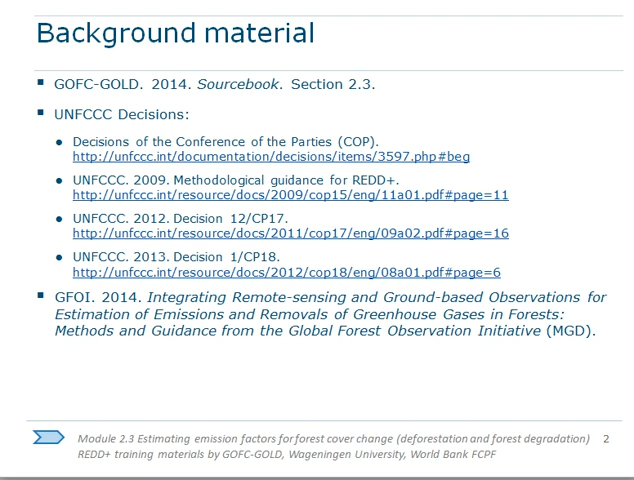 Background material
GOFC-GOLD. 2014. Sourcebook. Section 2.3.
UNFCCC Decisions:
Decisions of the Conference of the Parties (COP).
http://unfccc.int/documentation/decisions/items/3597.php#beg
UNFCCC. 2009. Methodological guidance for REDD+.
http://unfccc.int/resource/docs/2009/cop15/eng/11a01.pdf#page=11
UNFCCC. 2012. Decision 12/CP17.
http://unfccc.int/resource/docs/2011/cop17/eng/09a02.pdf#page=16
UNFCCC. 2013. Decision 1/CP18.
http://unfccc.int/resource/docs/2012/cop18/eng/08a01.pdf#page=6
GFOI. 2014. Integrating Remote-sensing and Ground-based Observations for
Estimation of Emissions and Removals of Greenhouse Gases in Forests:
Methods and Guidance from the Global Forest Observation Initiative (MGD).
Module 2.3 Estimating emission factors for forest cover change (deforestation and forest degradation) 2
REDD+ training materials by GOFC-GOLD, Wageningen University, World Bank FCPF